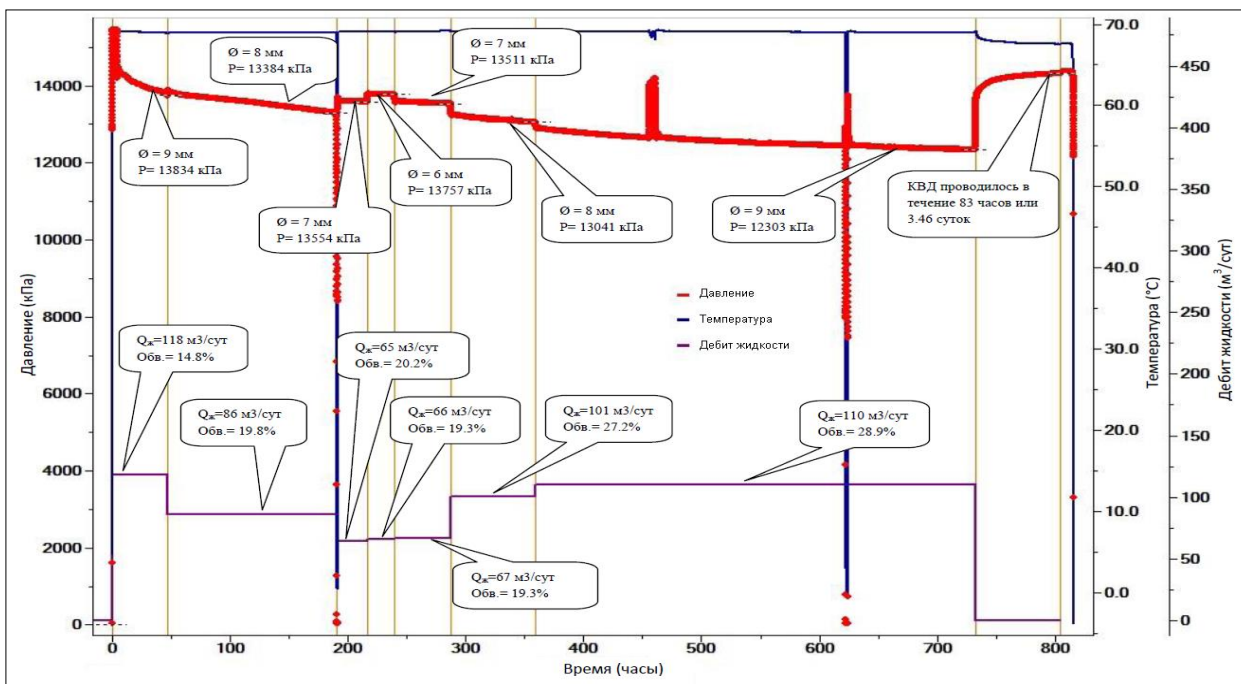 Ø = 8 мм
P= 13384 кПа
Ø = 7 мм
P= 13511 кПа
Ø = 9 мм
P= 13834 кПа
Ø = 6 мм
P= 13757 кПа
Ø = 7 мм
P= 13554 кПа
Ø = 8 мм
P= 13041 кПа
Ø = 9 мм
P= 12303 кПа
КВД проводилось в
течение 83 часов или
3.46 суток
Давление
Температура
Дебит жидкости
Qж=118 м3/сут
Обв.= 14.8%
Qж=65 м3/сут
Обв.= 20.2%
Qж=86 м3/сут
Обв.= 19.8%
Qж=66 м3/сут
Обв.= 19.3%
Qж=101 м3/сут
Обв.= 27.2%
Qж=110 м3/сут
Обв.= 28.9%
Qж=67 м3/сут
Обв.= 19.3%
Давление (кПа)
14000
12000
10000
8000
6000
4000
2000
0
Температура (°C)
70.0
60.0
50.0
40.0
30.0
20.0
10.0
0.0
Дебит жидкости (м³/сут)
450
400
350
300
250
200
150
100
50
0
0 100 200 300 400 500 600 700 800
Время (часы)